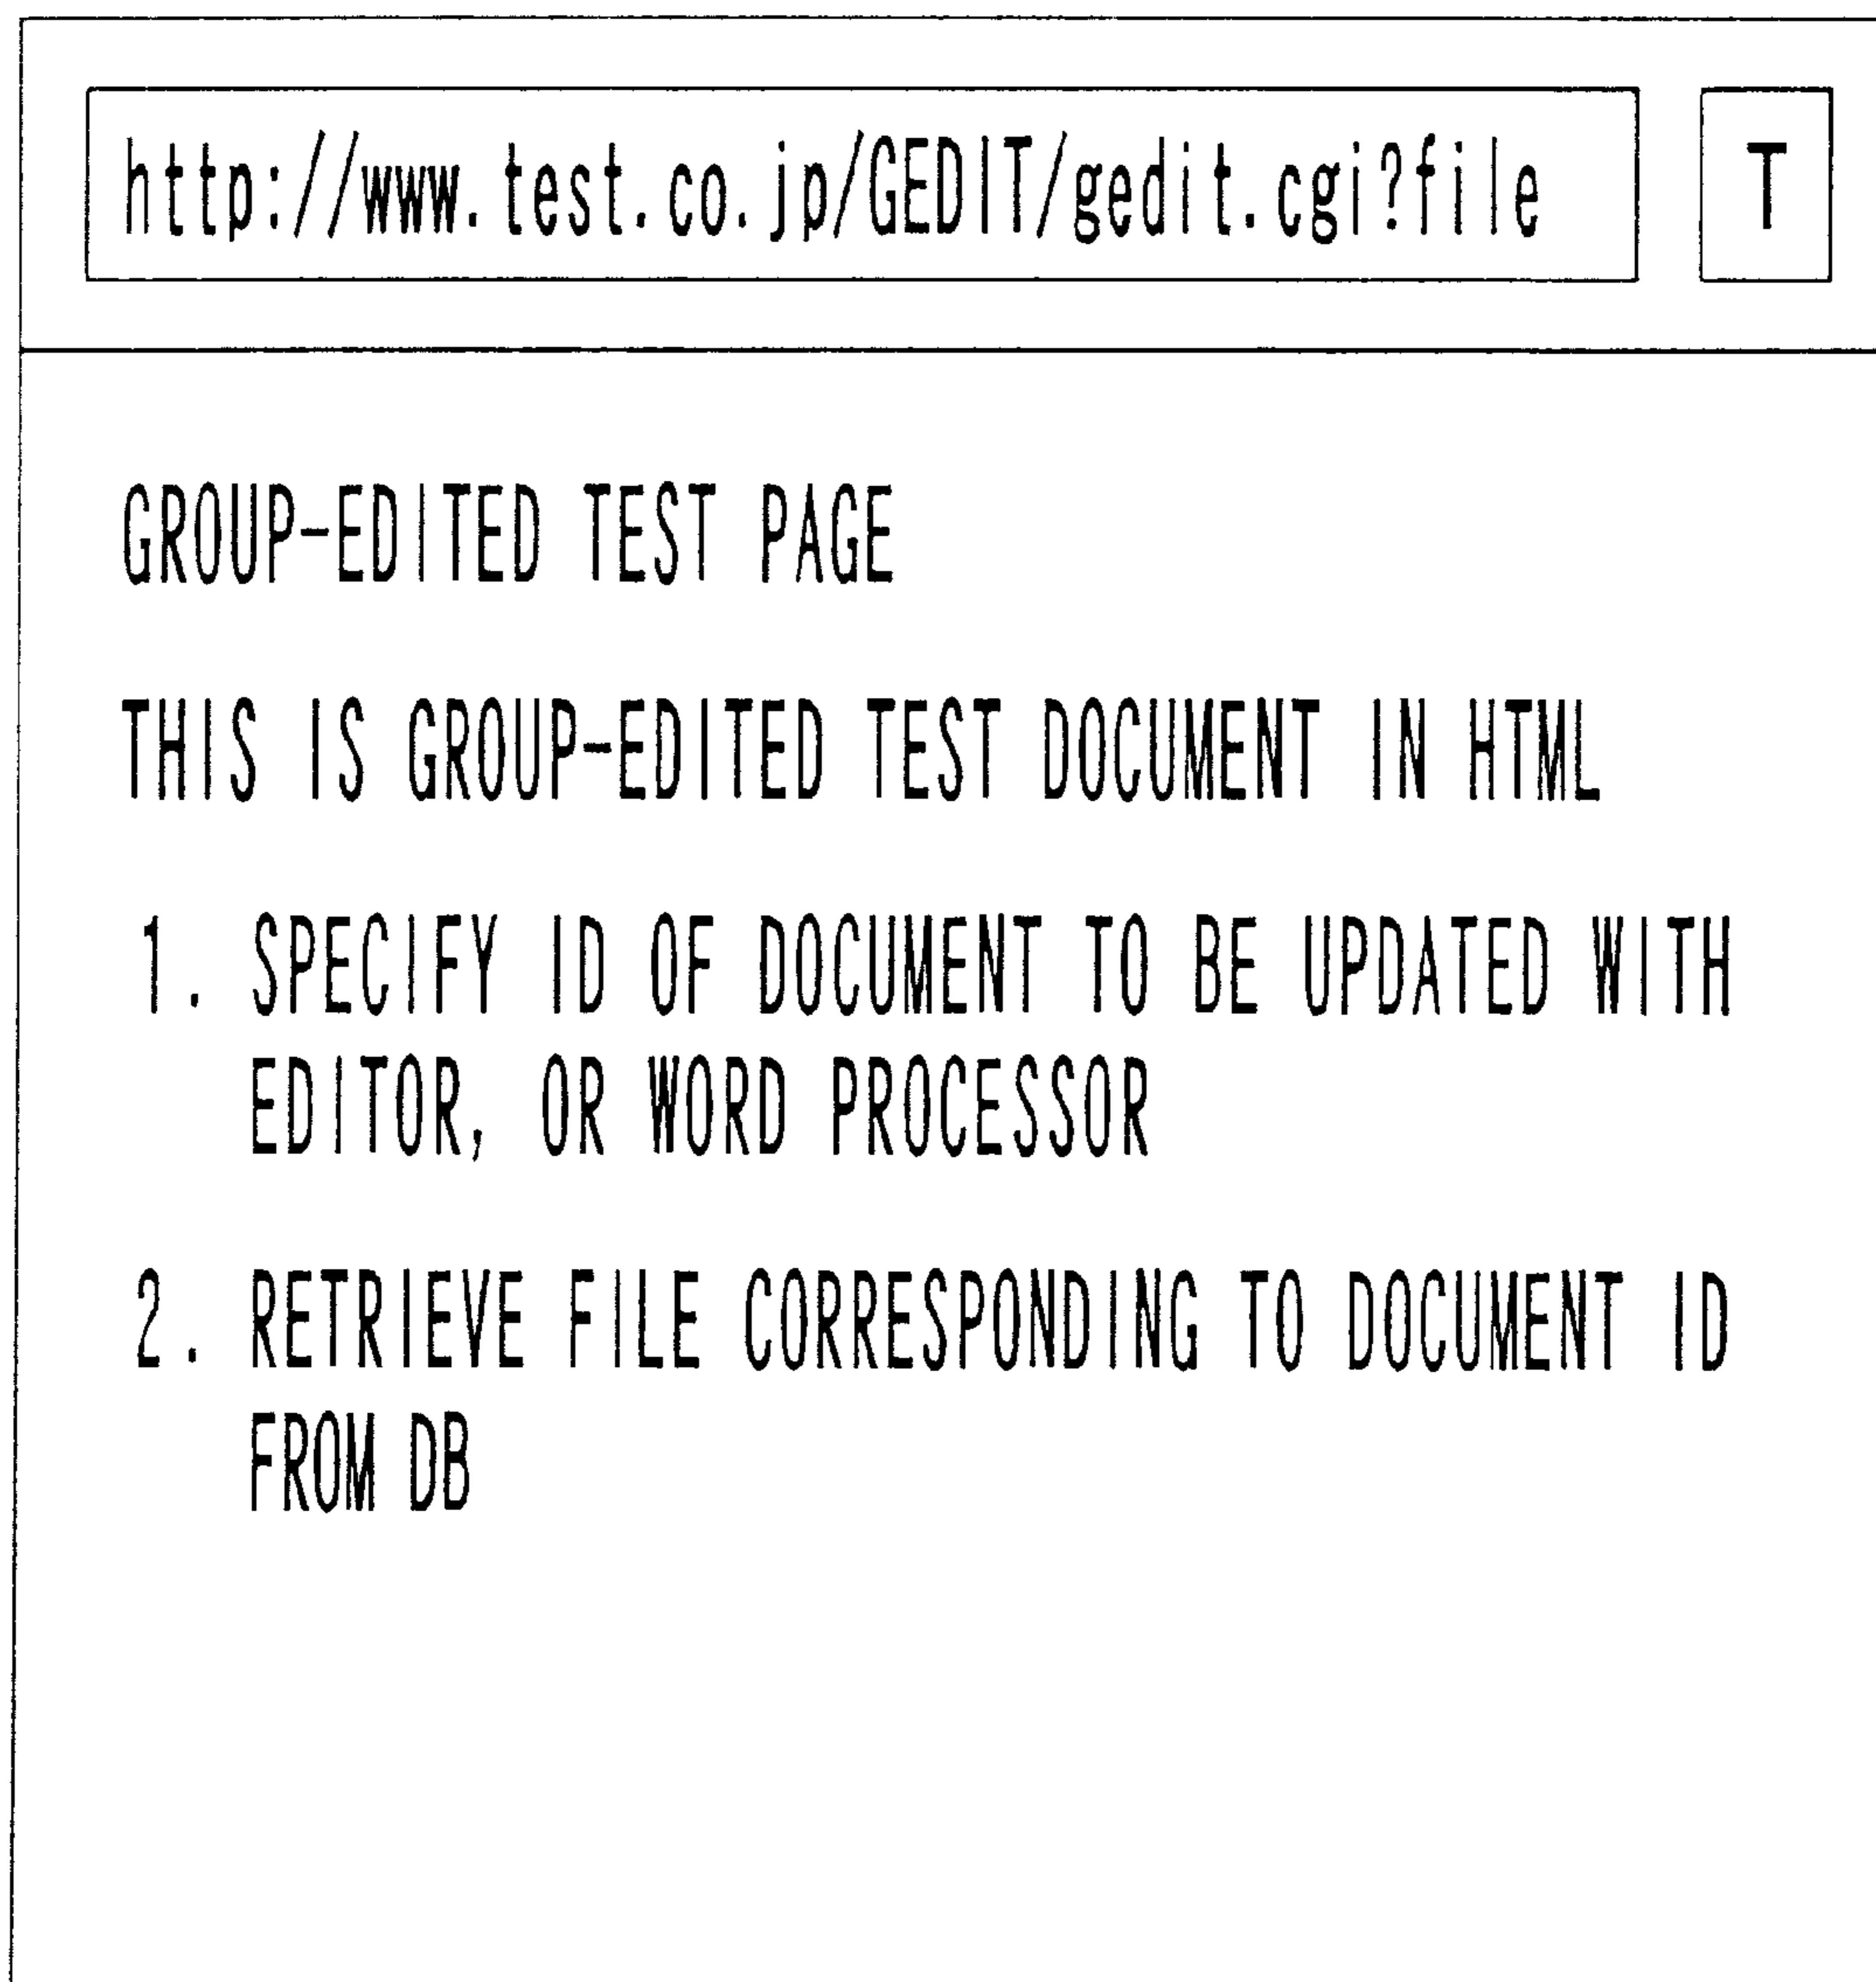 http://www.test.co.jp/GEDIT/gedit.cgi?file T
GROUP-EDITED TEST PAGE
THIS IS GROUP-EDITED TEST DOCUMENT IN HTML
1. SPECIFY ID OF DOCUMENT TO BE UPDATED WITH
EDITOR, OR WORD PROCESSOR
2. RETRIEVE FILE CORRESPONDING TO DOCUMENT ID
FROM DB